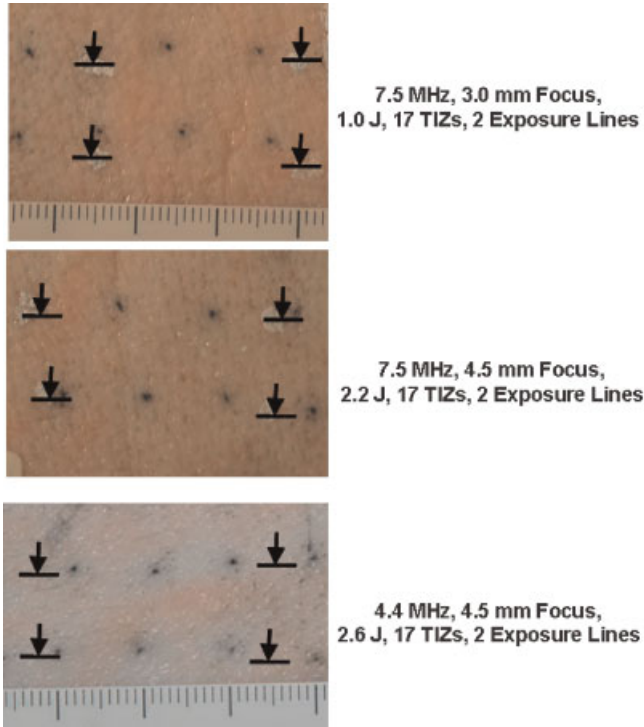 7.5 MHz, 3.0 mm Focus,
1.0 J, 17 TIZs, 2 Exposure Lines
7.5 MHz, 4.5 mm Focus,
2.2 J, 17 TIZs, 2 Exposure Lines
4.4 MHz, 4.5 mm Focus,
2.6 J, 17 TIZs, 2 Exposure Lines